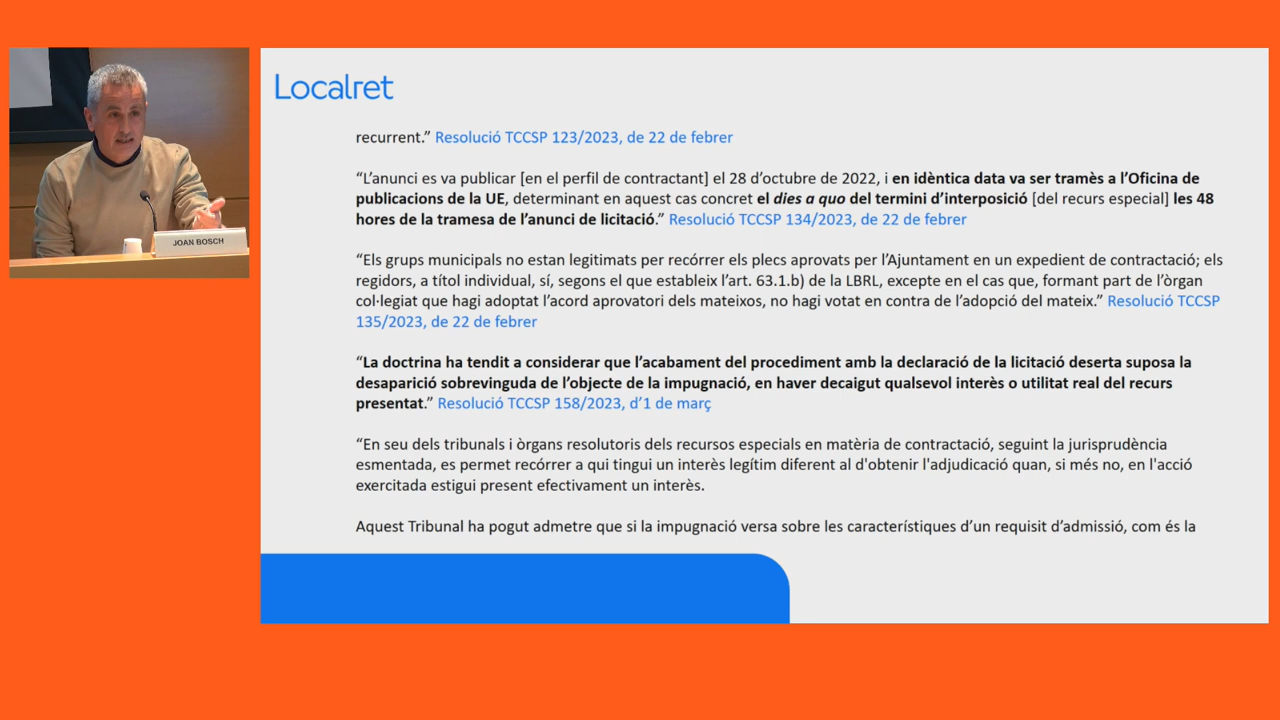 Localret
JOAN BOSCH
recurrent.” Resolució TCCSP 123/2023, de 22 de febrer
“L’anunci es va publicar [en el perfil de contractant] el 28 d’octubre de 2022, i en idèntica data va ser tramès a l’Oficina de
publicacions de la UE, determinant en aquest cas concret el dies a quo del termini d’interposició [del recurs especial] les 48
hores de la tramesa de l’anunci de licitació.” Resolució TCCSP 134/2023, de 22 de febrer
“Els grups municipals no estan legitimats per recórrer els plecs aprovats per l’Ajuntament en un expedient de contractació; els
regidors, a títol individual, sí, segons el que estableix l’art. 63.1.b) de la LBRL, excepte en el cas que, formant part de l’òrgan
col·legiat que hagi adoptat l’acord aprovatori dels mateixos, no hagi votat en contra de l’adopció del mateix.” Resolució TCCSP
135/2023, de 22 de febrer
“La doctrina ha tendit a considerar que l’acabament del procediment amb la declaració de la licitació deserta suposa la
desaparició sobrevinguda de l’objecte de la impugnació, en haver decaigut qualsevol interès o utilitat real del recurs
presentat.” Resolució TCCSP 158/2023, d’1 de març
“En seu dels tribunals i òrgans resolutoris dels recursos especials en matèria de contractació, seguint la jurisprudència
esmentada, es permet recórrer a qui tingui un interès legítim diferent al d'obtenir l'adjudicació quan, si més no, en l'acció
exercitada estigui present efectivament un interès.
Aquest Tribunal ha pogut admetre que si la impugnació versa sobre les característiques d’un requisit d’admissió, com és la